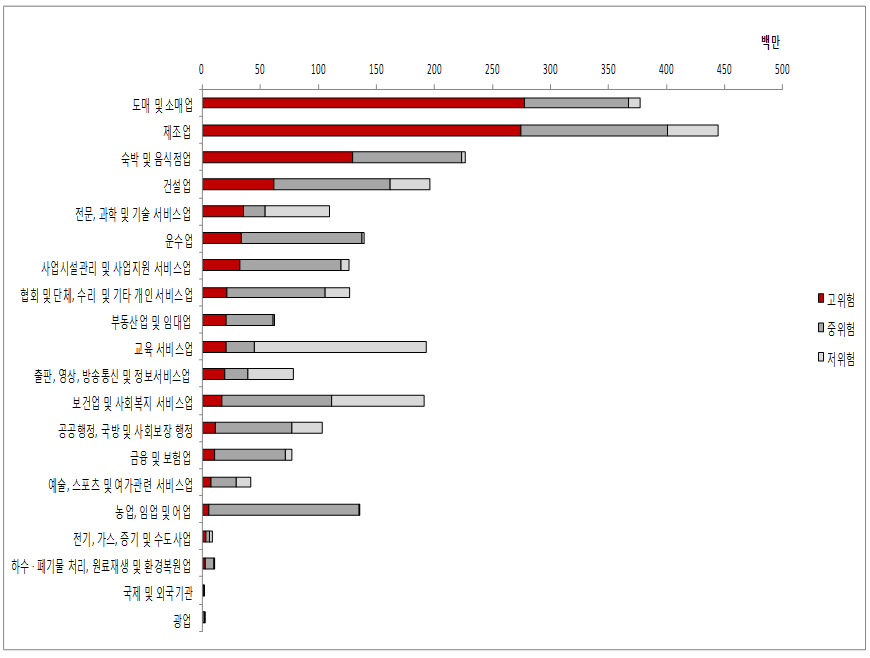 백만
0 50 100 150 200 250 300 350 400 450 500
도매 및 소매업
제조업
숙박 및 음식점업
건설업
전문, 과학 및 기술 서비스업
운수업
사업시설관리 및 사업지원 서비스업
협회 및 단체, 수리 및 기타 개인 서비스업
부동산업 및 임대업
교육 서비스업
출판, 영상, 방송통신 및 정보서비스업
보건업 및 사회복지 서비스업
공공행정, 국방 및 사회보장 행정
금융 및 보험업
예술, 스포츠 및 여가관련 서비스업
농업, 임업 및 어업
전기, 가스, 증기 및 수도사업
하수 · 폐기물 처리, 원료재생 및 환경복원업
국제 및 외국기관
광업
고위험
중위험
저위험